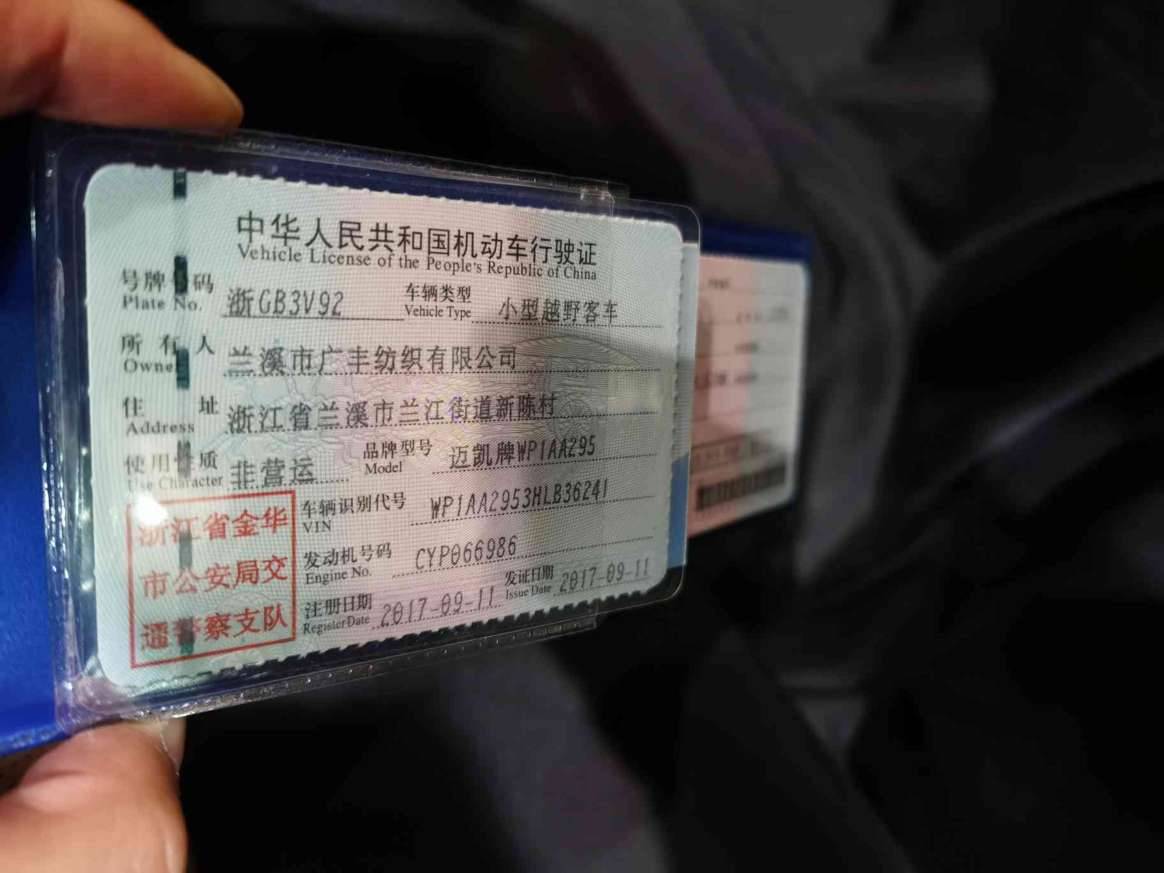 中华人民共和国机动车行驶证
Vehicle License of the People's Republic of China
号牌号码 浙GB3V92 车辆类型 小型越野客车
Plate No. Vehicle Type
所有人 兰溪市广丰纺织有限公司
Owner
住址 浙江省兰溪市兰江街道新陈村
Address
使用性质 非营运 品牌型号 迈凯牌WP1AA295
Use Character Model
浙江省金华
市公安局交
通警察支队
车辆识别代号 WP1AA2953HLB36241
VIN
发动机号码 CYP066986
Engine No.
注册日期 2017-09-11 发证日期 2017-09-11
Register Date Issue Date